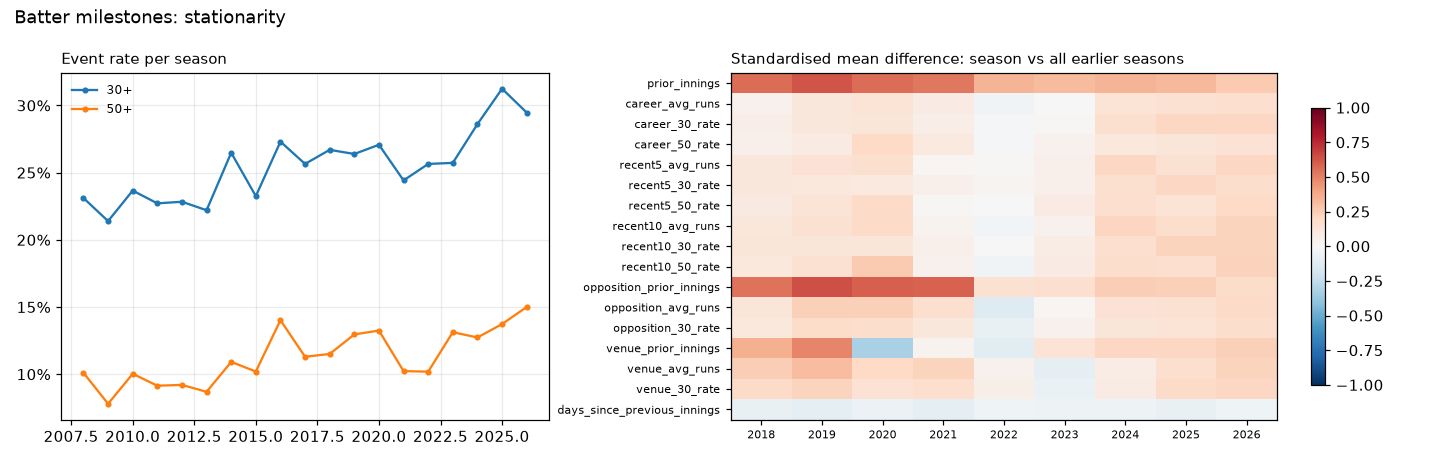 Batter milestones: stationarity
Event rate per season
30+
50+
30%
25%
20%
15%
10%
2007.5 2010.0 2012.5 2015.0 2017.5 2020.0 2022.5 2025.0
Standardised mean difference: season vs all earlier seasons
prior_innings
career_avg_runs
career_30_rate
career_50_rate
recent5_avg_runs
recent5_30_rate
recent5_50_rate
recent10_avg_runs
recent10_30_rate
recent10_50_rate
opposition_prior_innings
opposition_avg_runs
opposition_30_rate
venue_prior_innings
venue_avg_runs
venue_30_rate
days_since_previous_innings
2018 2019 2020 2021 2022 2023 2024 2025 2026
1.00
0.75
0.50
0.25
0.00
−0.25
−0.50
−0.75
−1.00